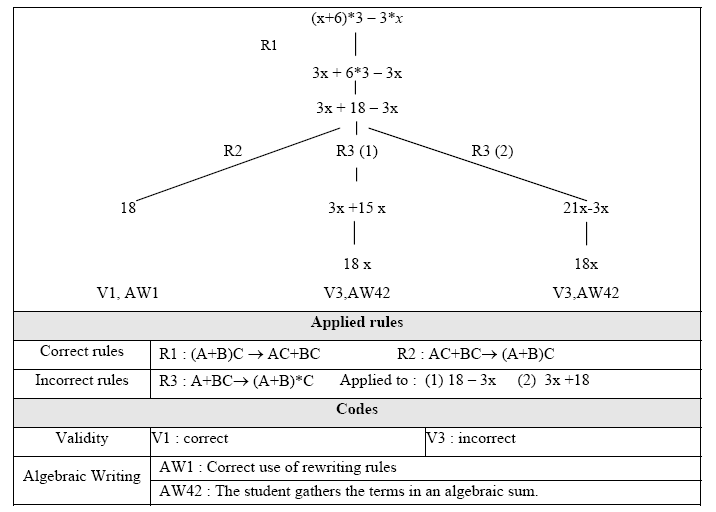 (x+6)*3 – 3*x
R1
3x + 6*3 – 3x
3x + 18 – 3x
R2 R3 (1) R3 (2)
18 3x +15 x 21x-3x
18 x 18x
V1, AW1 V3,AW42 V3,AW42
Applied rules
Correct rules R1 : (A+B)C → AC+BC R2 : AC+BC→ (A+B)C
Incorrect rules R3 : A+BC→ (A+B)*C Applied to : (1) 18 – 3x (2) 3x +18
Codes
Validity V1 : correct V3 : incorrect
Algebraic Writing
AW1 : Correct use of rewriting rules
AW42 : The student gathers the terms in an algebraic sum.